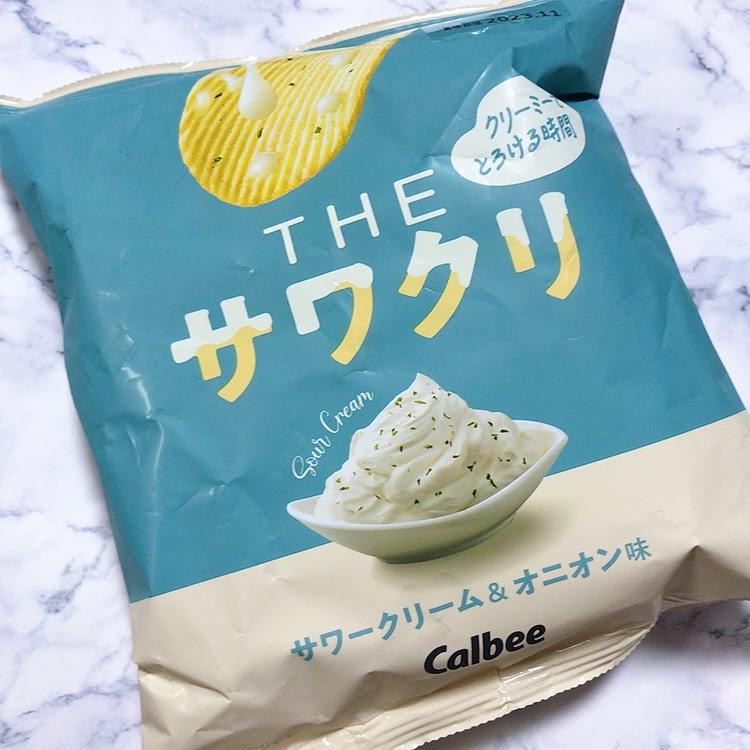 2023.11
クリーミーで
とろける時間
THE
サワクリ
Sour Cream
サワークリーム&オニオン味
Calbee